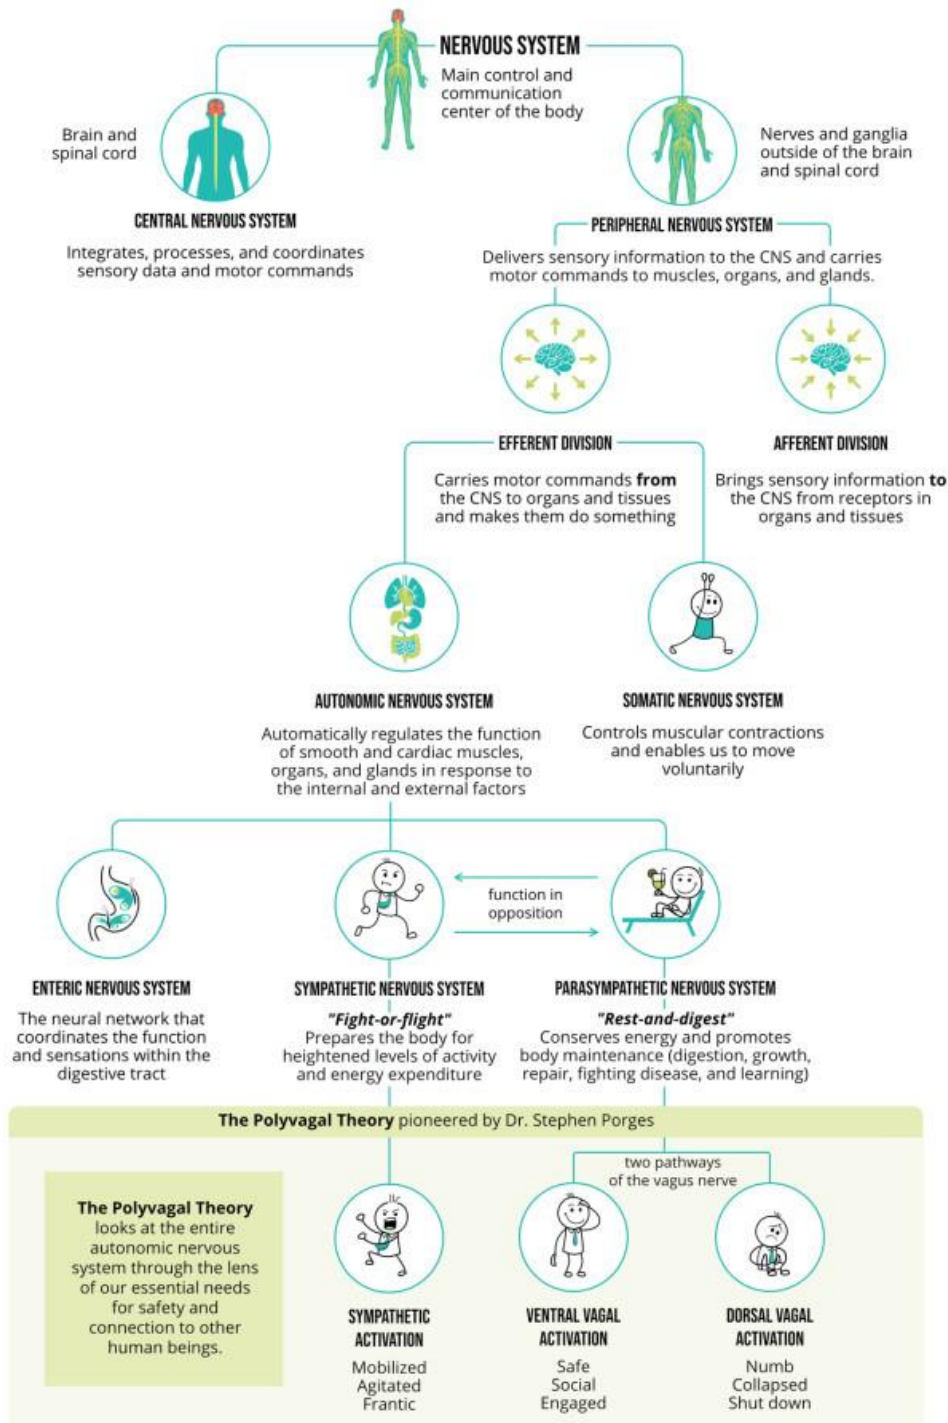 NERVOUS SYSTEM
Main control and
communication
center of the body
Brain and
spinal cord
CENTRAL NERVOUS SYSTEM
Integrates, processes, and coordinates
sensory data and motor commands
Nerves and ganglia
outside of the brain
and spinal cord
PERIPHERAL NERVOUS SYSTEM
Delivers sensory information to the CNS and carries
motor commands to muscles, organs, and glands.
EFFERENT DIVISION
Carries motor commands from
the CNS to organs and tissues
and makes them do something
AFFERENT DIVISION
Brings sensory information to
the CNS from receptors in
organs and tissues
AUTONOMIC NERVOUS SYSTEM
Automatically regulates the function
of smooth and cardiac muscles,
organs, and glands in response to
the internal and external factors
SOMATIC NERVOUS SYSTEM
Controls muscular contractions
and enables us to move
voluntarily
function in
opposition
ENTERIC NERVOUS SYSTEM
The neural network that
coordinates the function
and sensations within the
digestive tract
SYMPATHETIC NERVOUS SYSTEM
"Fight-or-flight"
Prepares the body for
heightened levels of activity
and energy expenditure
PARASYMPATHETIC NERVOUS SYSTEM
"Rest-and-digest"
Conserves energy and promotes
body maintenance (digestion, growth,
repair, fighting disease, and learning)
The Polyvagal Theory pioneered by Dr. Stephen Porges
The Polyvagal Theory
looks at the entire
autonomic nervous
system through the lens
of our essential needs
for safety and
connection to other
human beings.
two pathways
of the vagus nerve
SYMPATHETIC
ACTIVATION
Mobilized
Agitated
Frantic
VENTRAL VAGAL
ACTIVATION
Safe
Social
Engaged
DORSAL VAGAL
ACTIVATION
Numb
Collapsed
Shut down